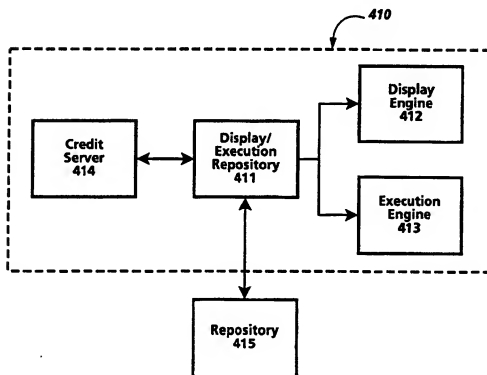 410
Display
Engine
412
Credit
Server
414
Display/
Execution
Repository
411
Execution
Engine
413
Repository
415